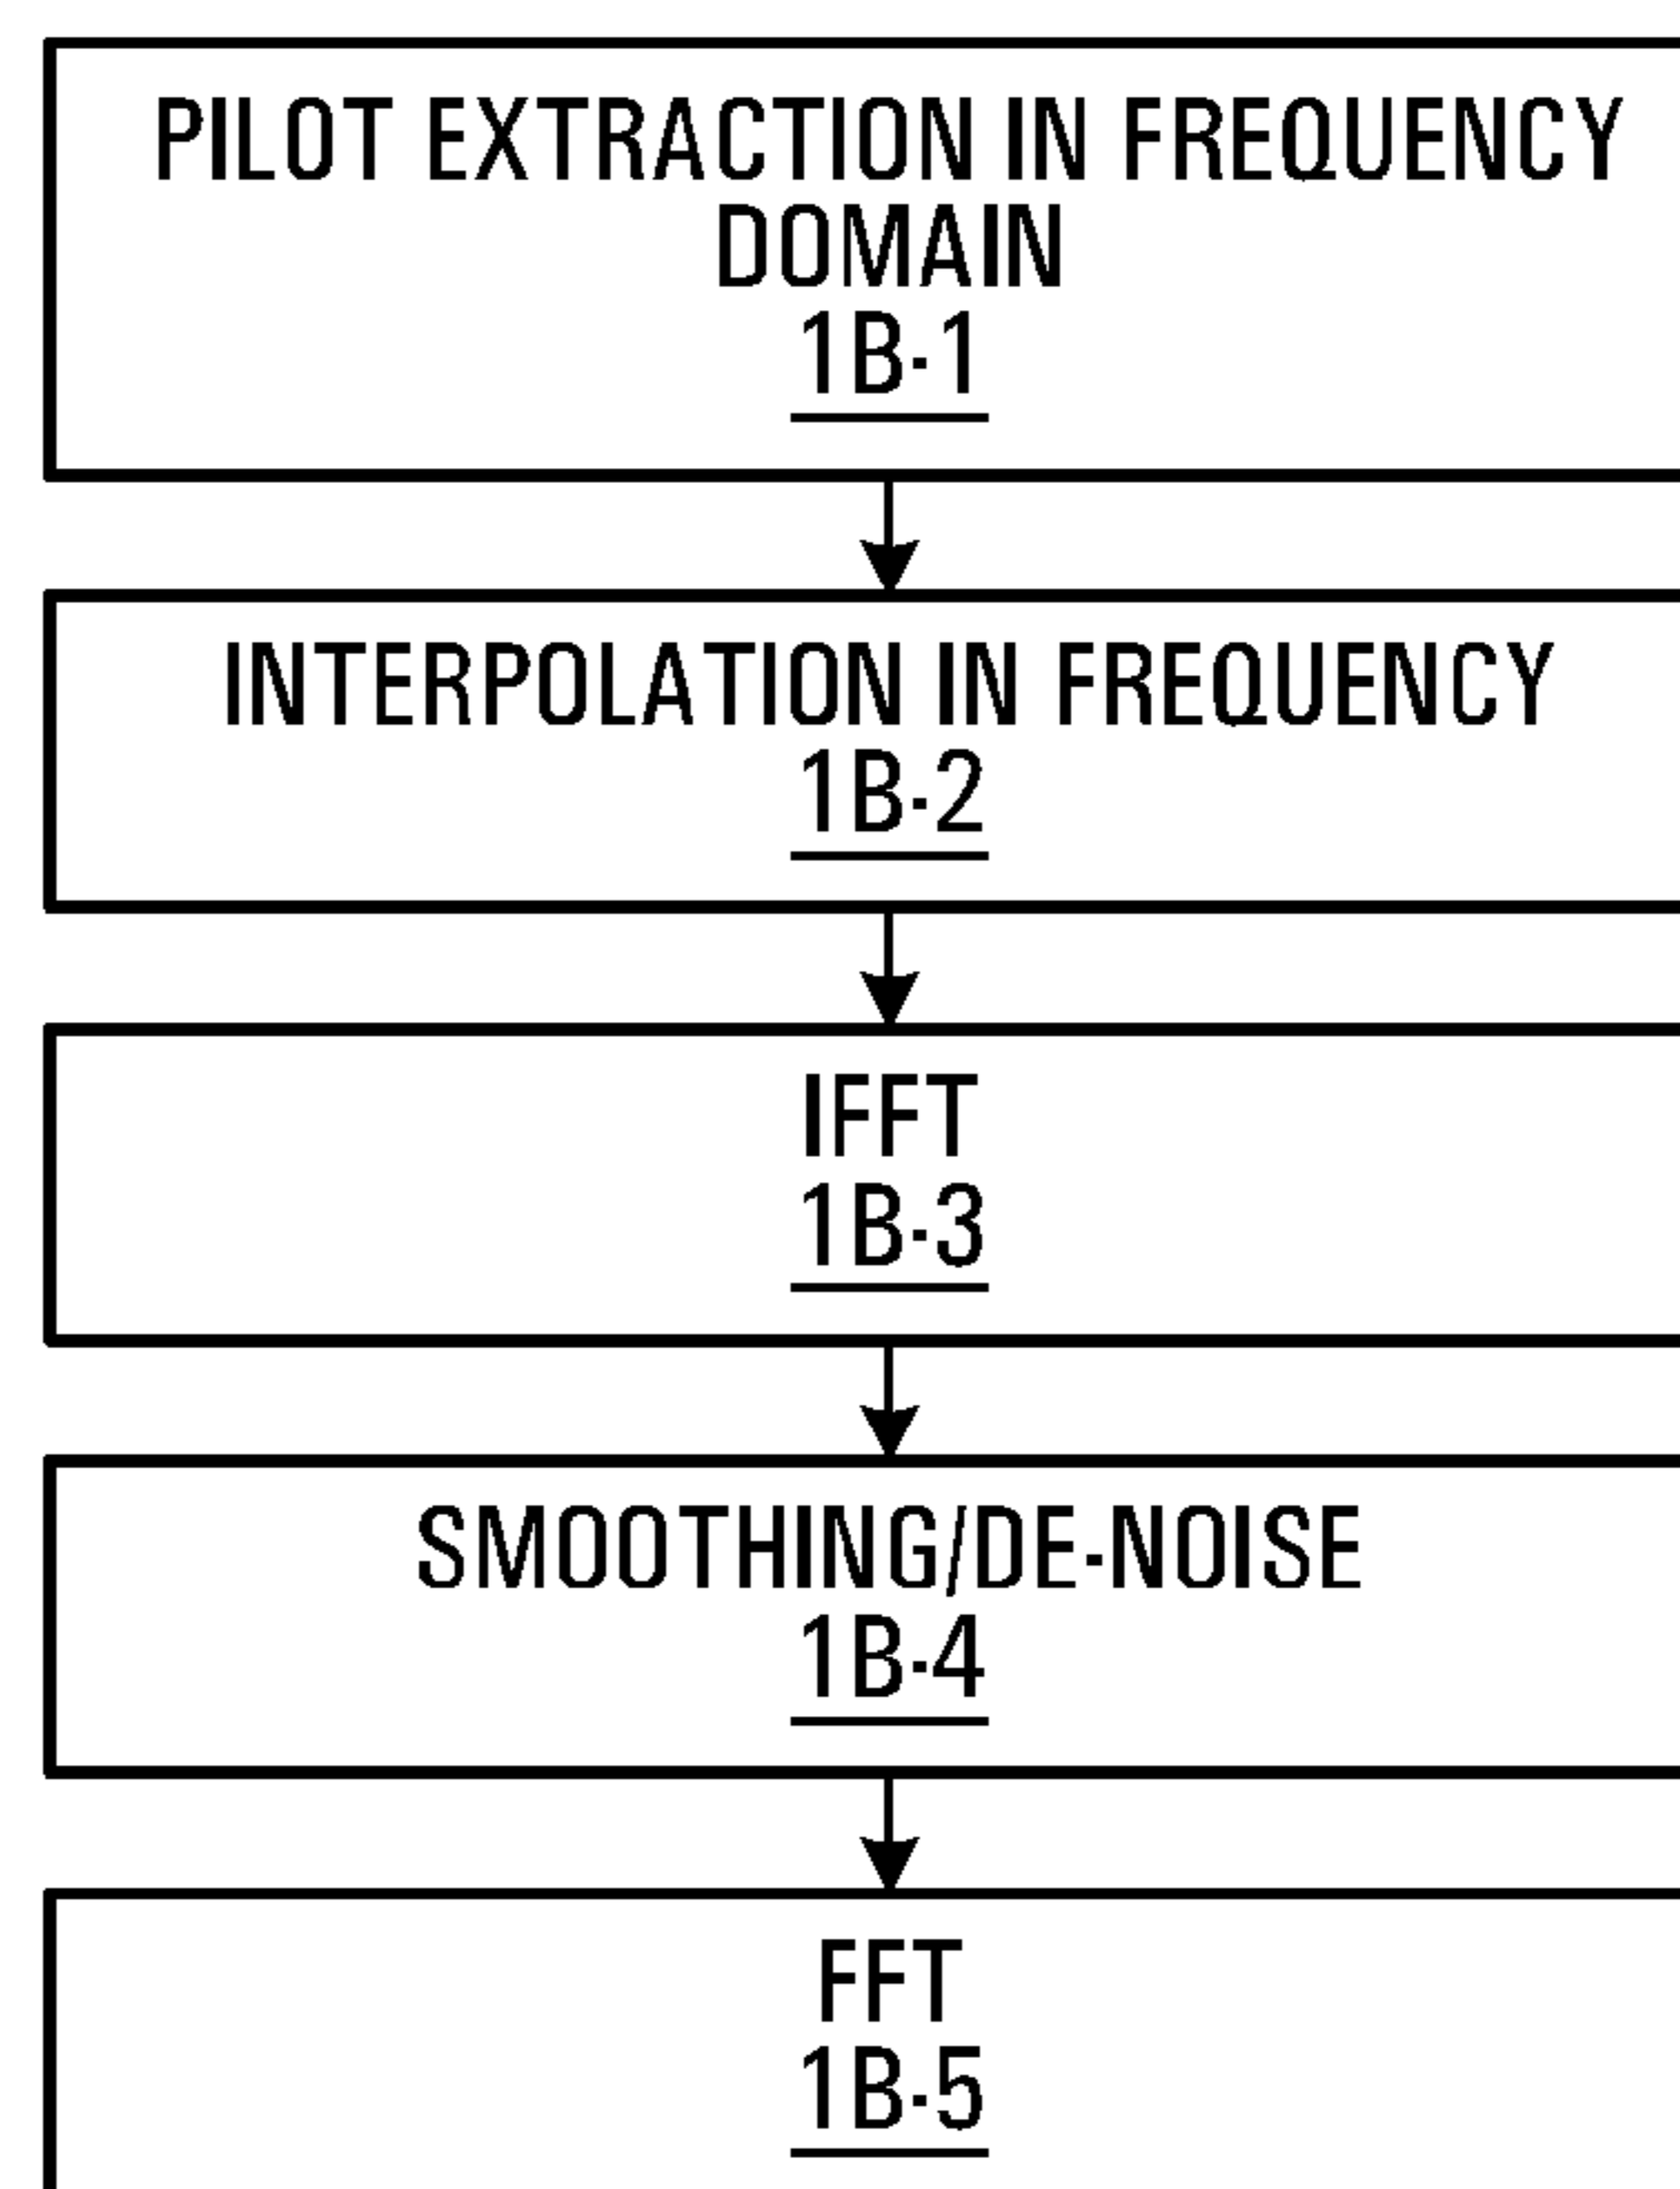 PILOT EXTRACTION IN FREQUENCY
DOMAIN
1B-1
INTERPOLATION IN FREQUENCY
1B-2
IFFT
1B-3
SMOOTHING/DE-NOISE
1B-4
FFT
1B-5